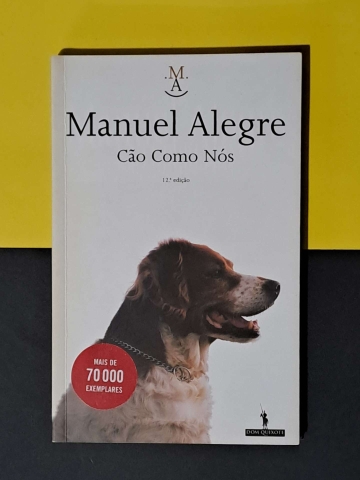 .M.
A
Manuel Alegre
Cão Como Nós
12.ª edição
MAIS DE
70 000
EXEMPLARES
DOM QUIXOTE